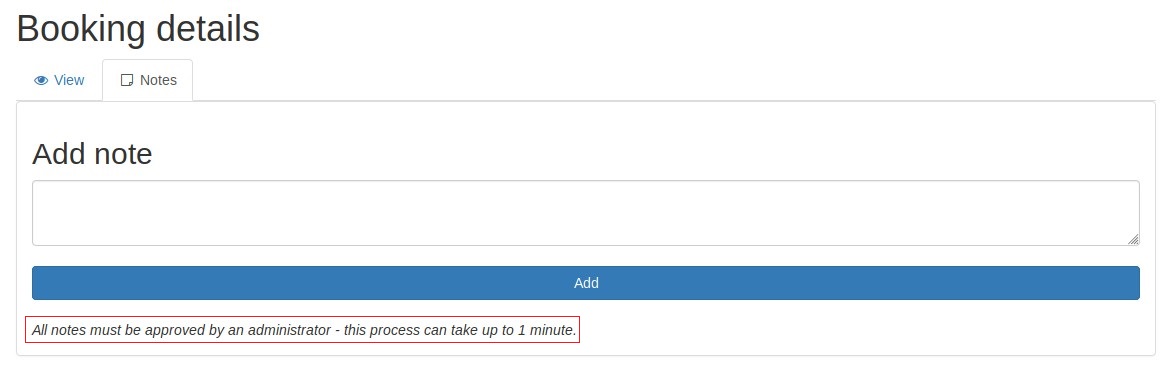 Booking details
View
Notes
Add note
Add
All notes must be approved by an administrator - this process can take up to 1 minute.